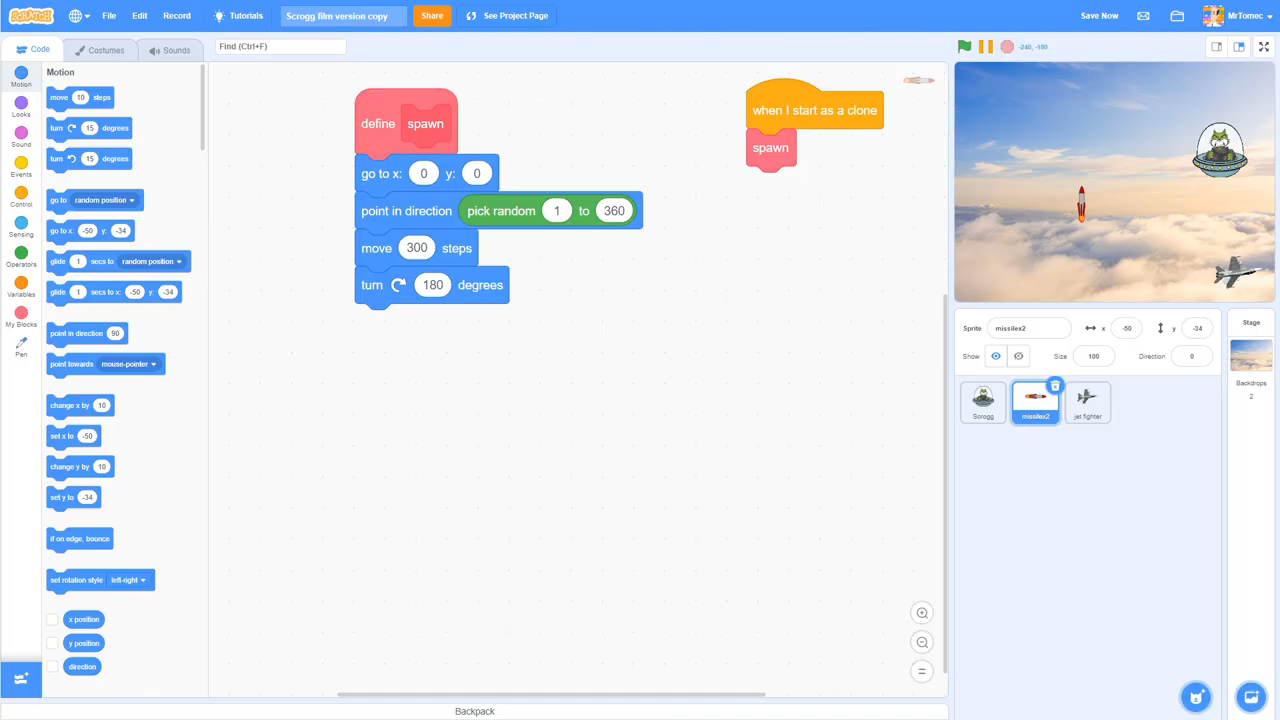 SCRATCH File Edit Record Tutorials Scrogg film version copy Share See Project Page Save Now MrTomec
Code Costumes Sounds Find (Ctrl+F) -240, -180
Motion
Looks
Sound
Events
Control
Sensing
Operators
Variables
My Blocks
Pen
Motion
move 10 steps
turn 15 degrees
turn 15 degrees
go to random position
go to x: -50 y: -34
glide 1 secs to random position
glide 1 secs to x: -50 y: -34
point in direction 90
point towards mouse-pointer
change x by 10
set x to -50
change y by 10
set y to -34
if on edge, bounce
set rotation style left-right
x position
y position
direction
define spawn
go to x: 0 y: 0
point in direction pick random 1 to 360
move 300 steps
turn 180 degrees
when I start as a clone
spawn
Sprite missilex2 x -50 y -34
Show Size 100 Direction 0
Scrogg
missilex2
jet fighter
Stage
Backdrops
2
Backpack